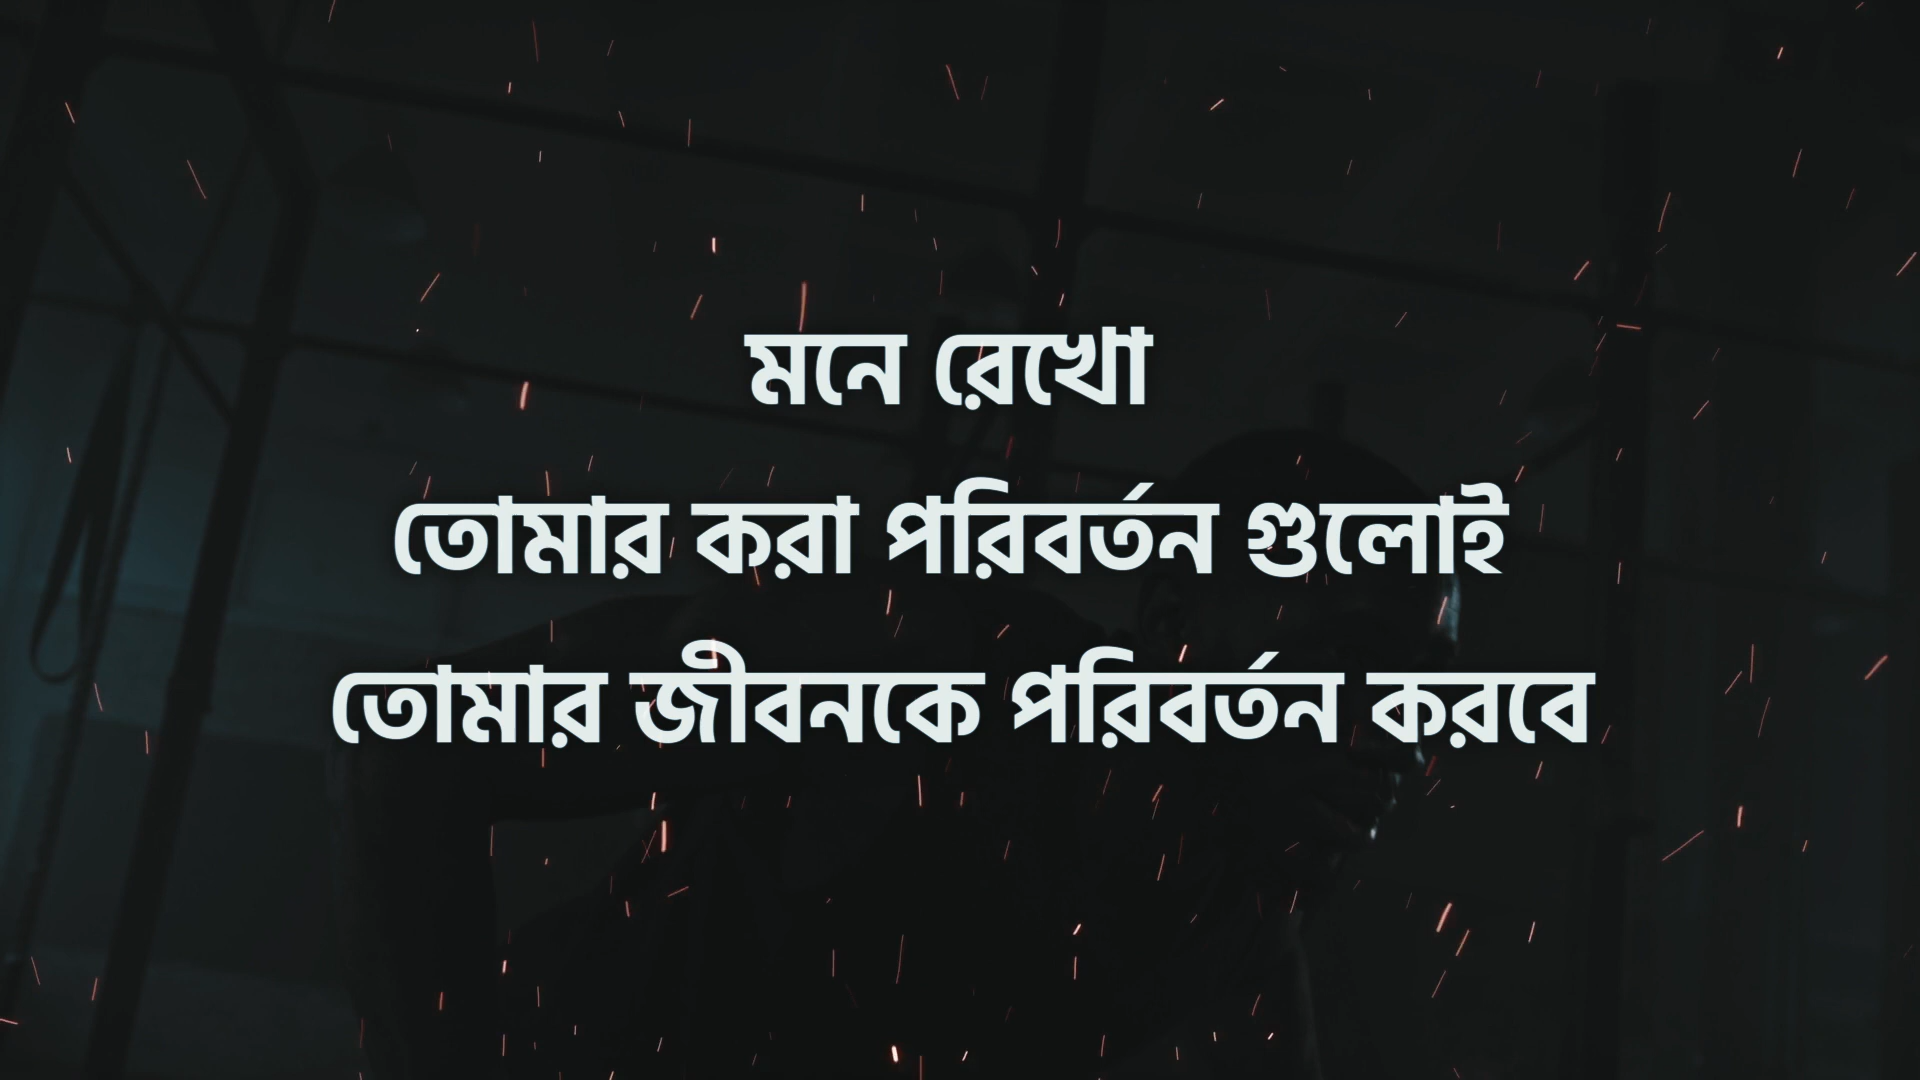 মনে রেখো
তোমার করা পরিবর্তন গুলোই
তোমার জীবনকে পরিবর্তন করবে